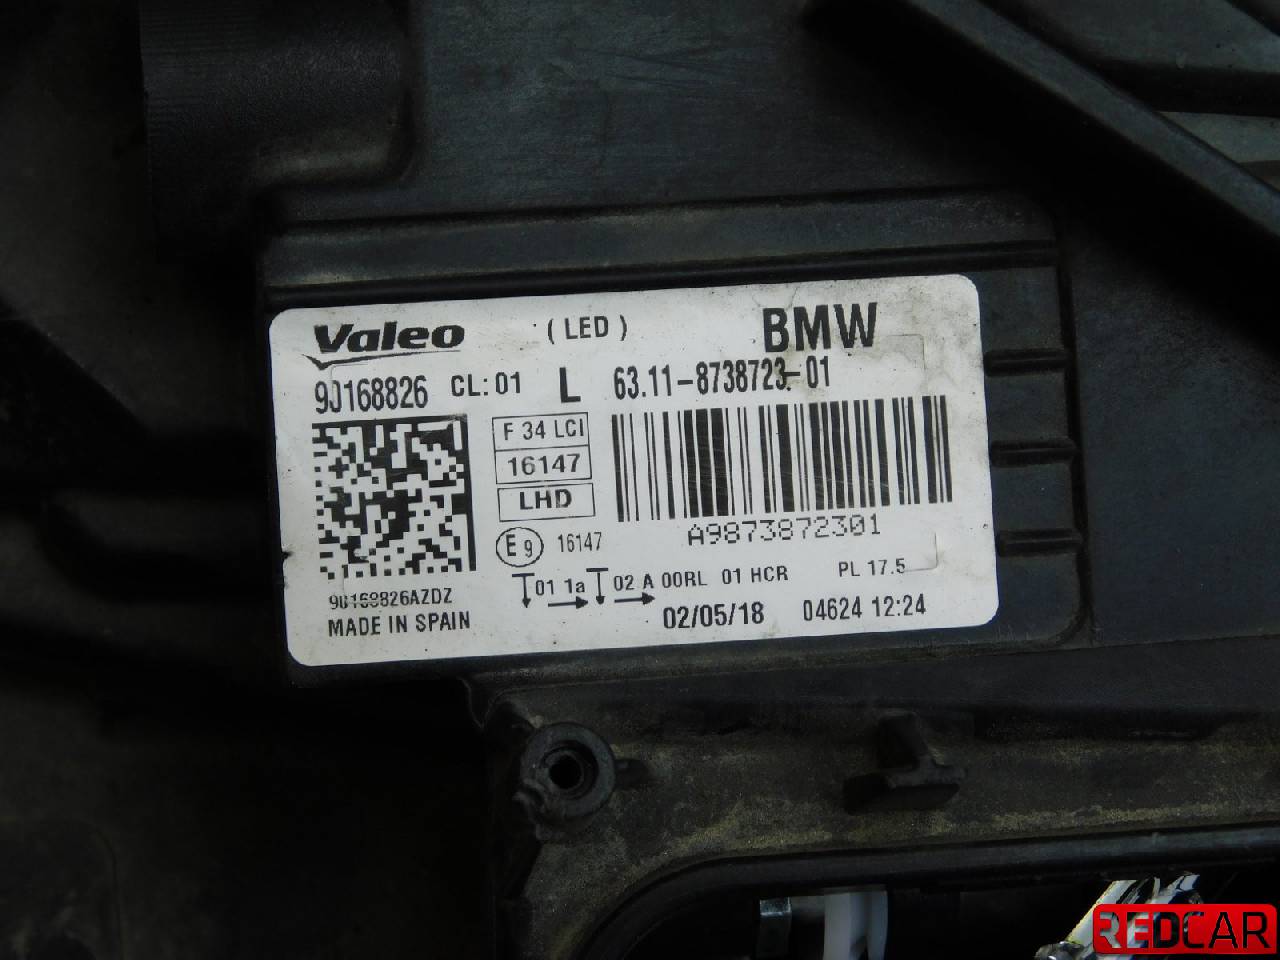 Valeo (LED) BMW
90168826 CL: 01 L 63.11-8738723-01
F 34 LCI
16147
LHD
E9 16147
A9873872301
01 1a 02 A 00RL 01 HCR PL 17.5
90168826AZDZ
MADE IN SPAIN 02/05/18 04624 12:24
REDCAR